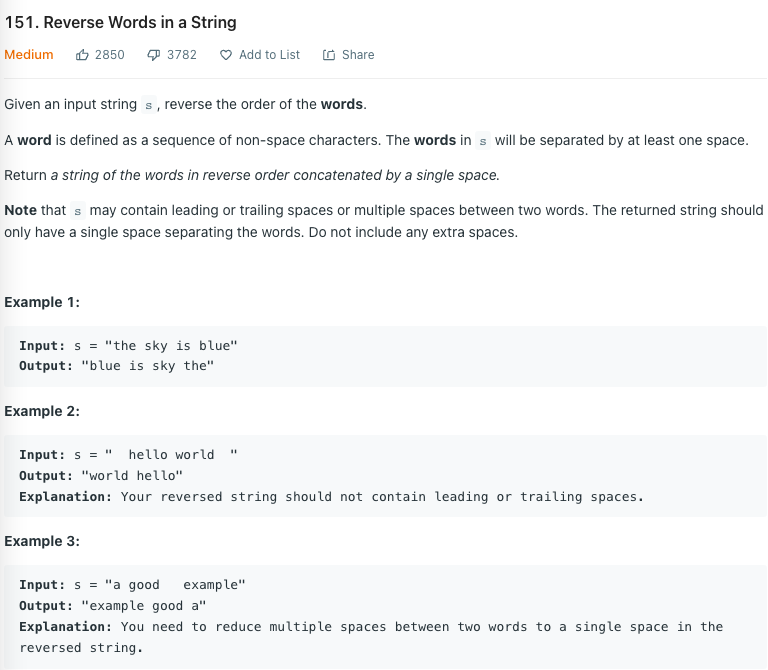 151. Reverse Words in a String
Medium 2850 3782 Add to List Share
Given an input string s , reverse the order of the words.
A word is defined as a sequence of non-space characters. The words in s will be separated by at least one space.
Return a string of the words in reverse order concatenated by a single space.
Note that s may contain leading or trailing spaces or multiple spaces between two words. The returned string should
only have a single space separating the words. Do not include any extra spaces.
Example 1:
Input: s = "the sky is blue"
Output: "blue is sky the"
Example 2:
Input: s = "  hello world  "
Output: "world hello"
Explanation: Your reversed string should not contain leading or trailing spaces.
Example 3:
Input: s = "a good   example"
Output: "example good a"
Explanation: You need to reduce multiple spaces between two words to a single space in the
reversed string.